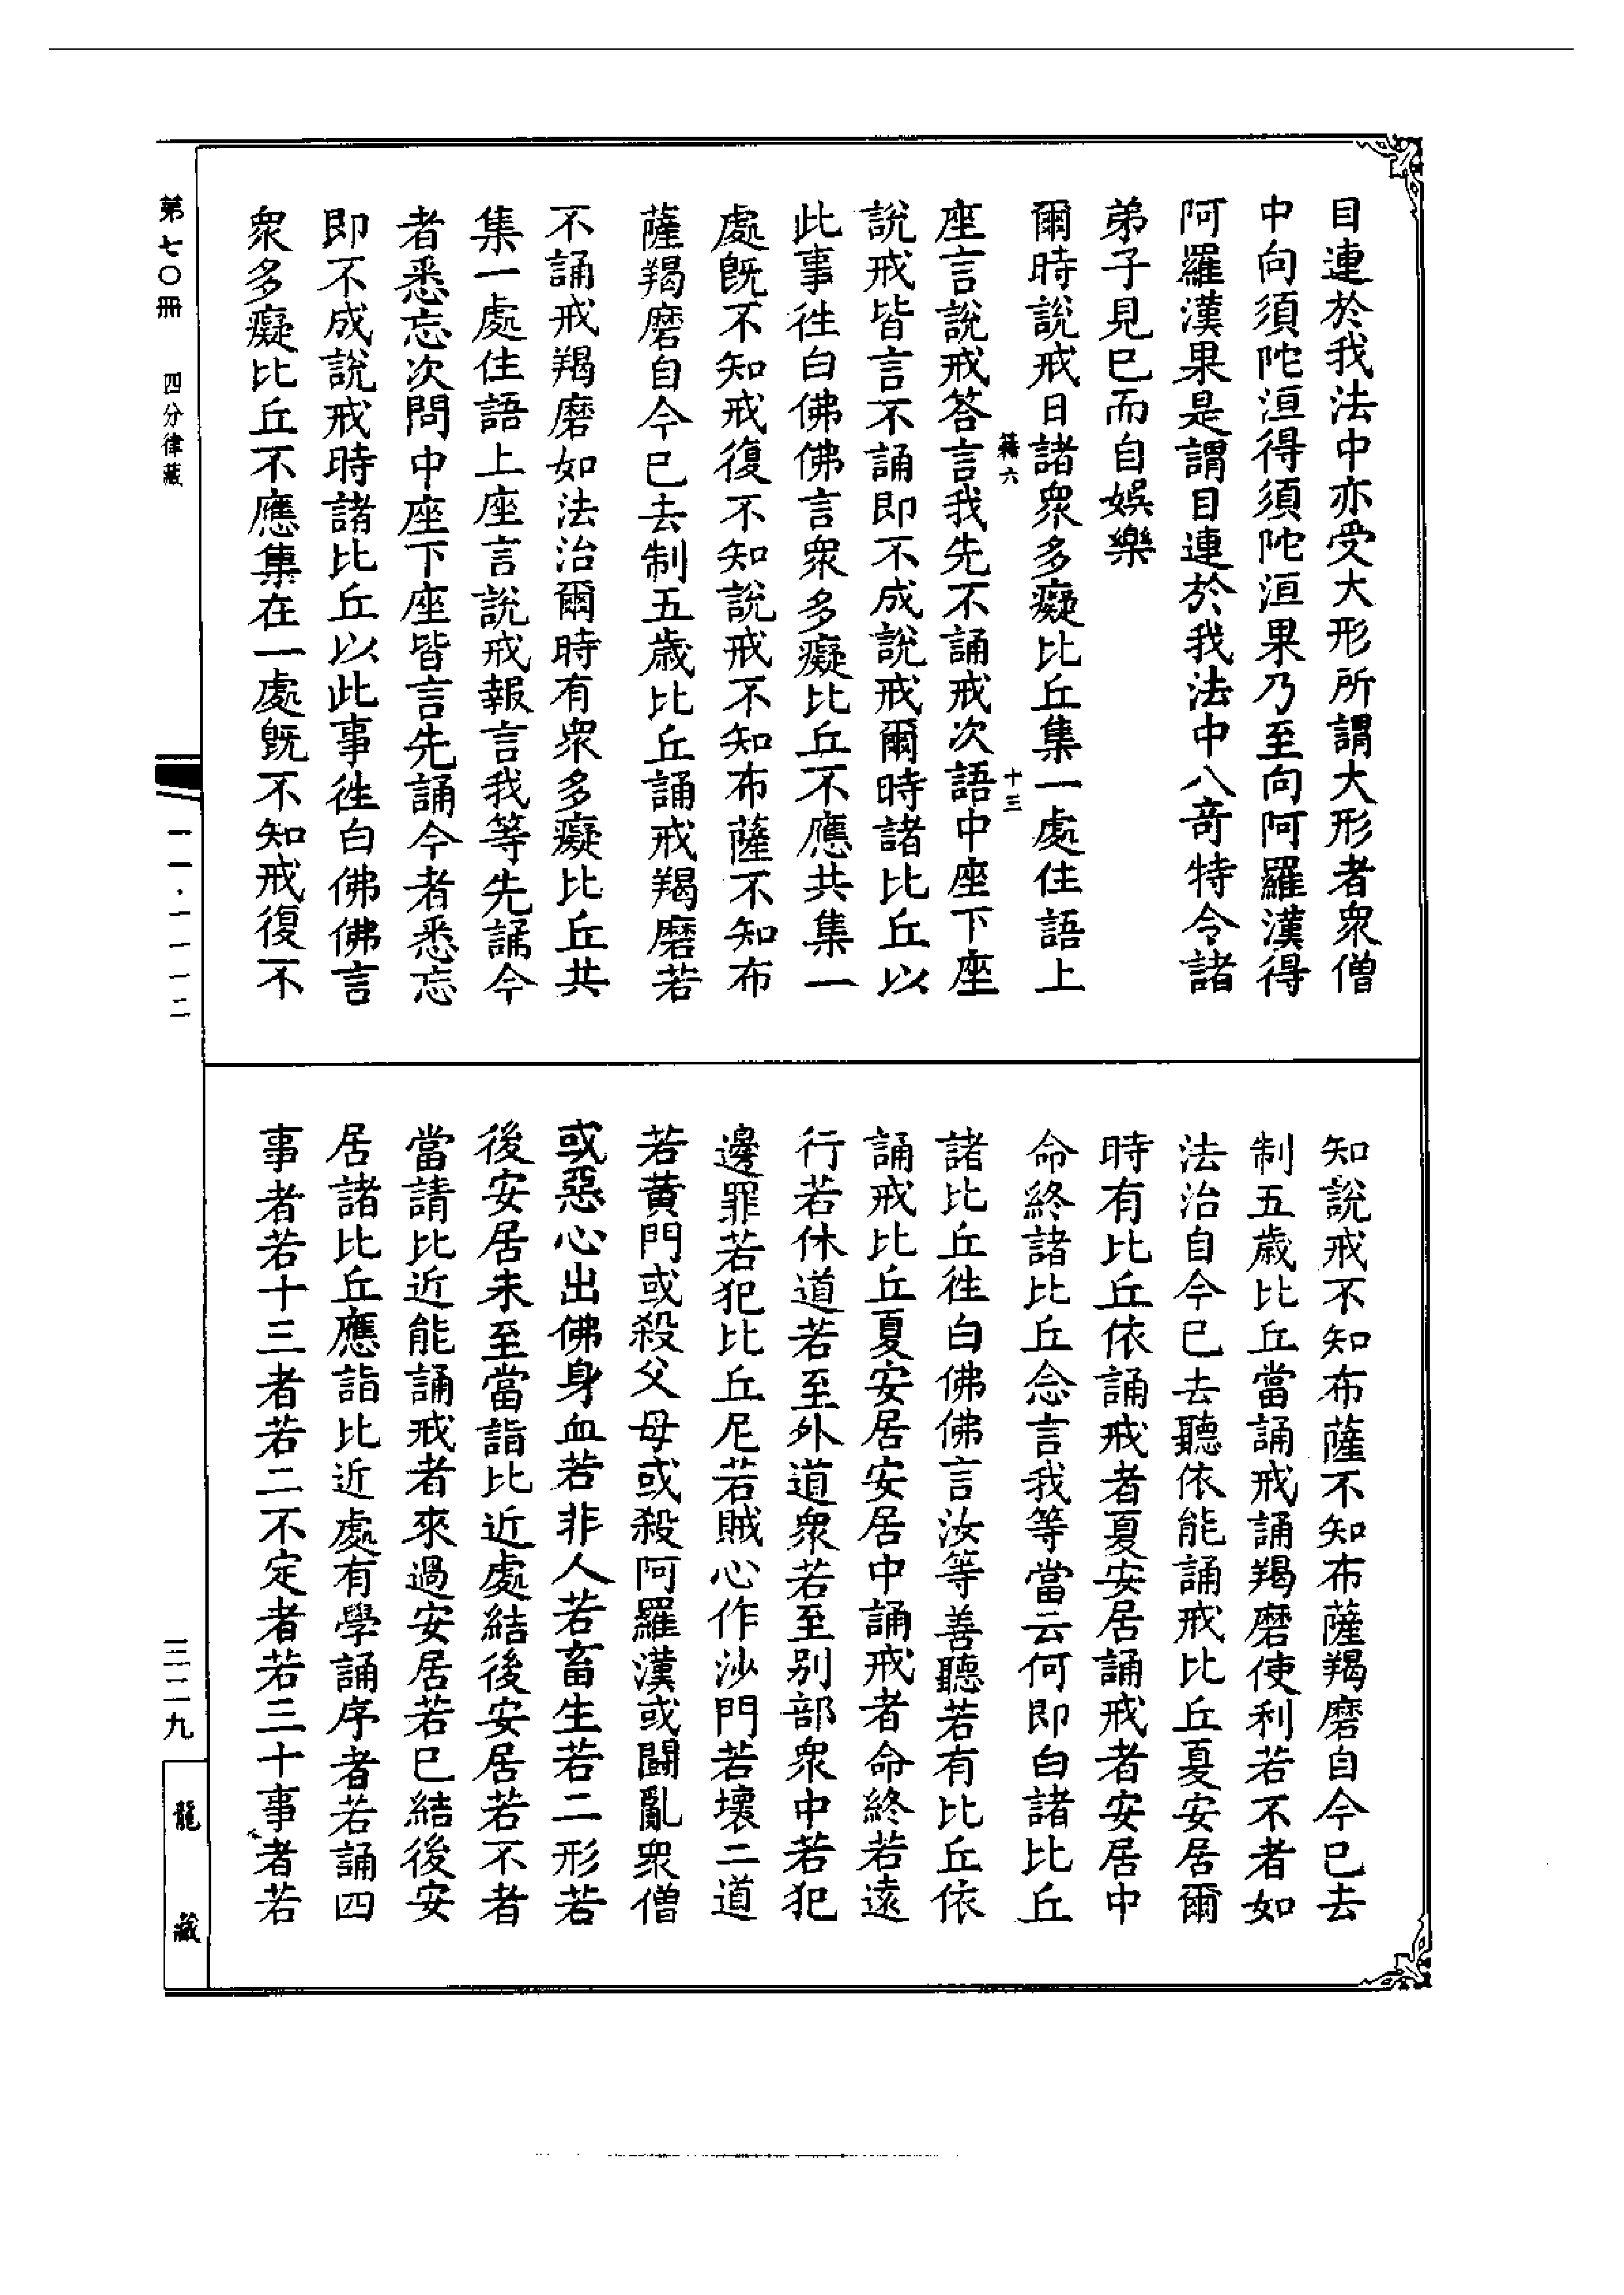 目連於我法中亦受大形所謂大形者衆僧
中向須陀洹得須陀洹果乃至向阿羅漢得
阿羅漢果是謂目連於我法中八竒特令諸
弟子見已而自娛樂
爾時說戒日諸衆多癡比丘集一處住語上
籍六
十三
座言說戒答言我先不誦戒次語中座下座
說戒皆言不誦即不成說戒爾時諸比丘以
此事徃白佛佛言衆多癡比丘不應共集一
處旣不知戒復不知說戒不知布薩不知布
薩羯磨自今已去制五歲比丘誦戒羯磨若
不誦戒羯磨如法治爾時有衆多癡比丘共
集一處住語上座言說戒報言我等先誦今
者悉忘次問中座下座皆言先誦今者悉忘
即不成說戒時諸比丘以此事徃白佛佛言
衆多癡比丘不應集在一處旣不知戒復不
知說戒不知布薩不知布薩羯磨自今已去
制五歲比丘當誦戒誦羯磨使利若不者如
法治自今已去聽依能誦戒比丘夏安居爾
時有比丘依誦戒者夏安居誦戒者安居中
命終諸比丘念言我等當云何即白諸比丘
諸比丘徃白佛佛言汝等善聽若有比丘依
誦戒比丘夏安居安居中誦戒者命終若遠
行若休道若至外道衆若至別部衆中若犯
邊罪若犯比丘尼若賊心作沙門若壞二道
若黃門或殺父母或殺阿羅漢或鬪亂衆僧
或惡心出佛身血若非人若畜生若二形若
後安居未至當詣比近處結後安居若不者
當請比近能誦戒者來過安居若已結後安
居諸比丘應詣比近處有學誦序者若誦四
事者若十三者若二不定者若三十事者若
第七〇冊
四分律藏
一一·一一一二
三二九
龍藏